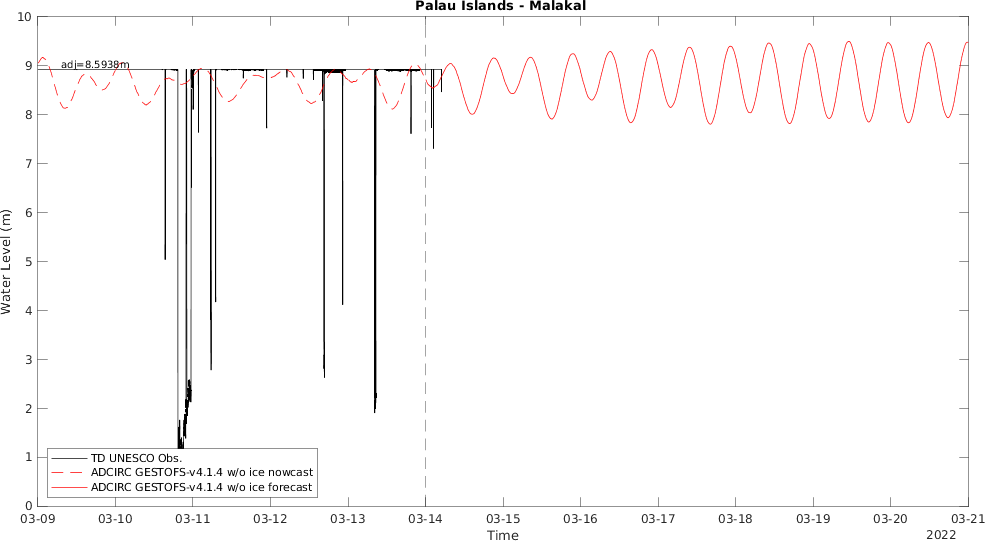 Palau Islands - Malakal
10
9
8
7
6
5
4
3
2
1
0
Water Level (m)
adj=8.5938m
TD UNESCO Obs.
ADCIRC GESTOFS-v4.1.4 w/o ice nowcast
ADCIRC GESTOFS-v4.1.4 w/o ice forecast
03-09 03-10 03-11 03-12 03-13 03-14 03-15 03-16 03-17 03-18 03-19 03-20 03-21
Time
2022